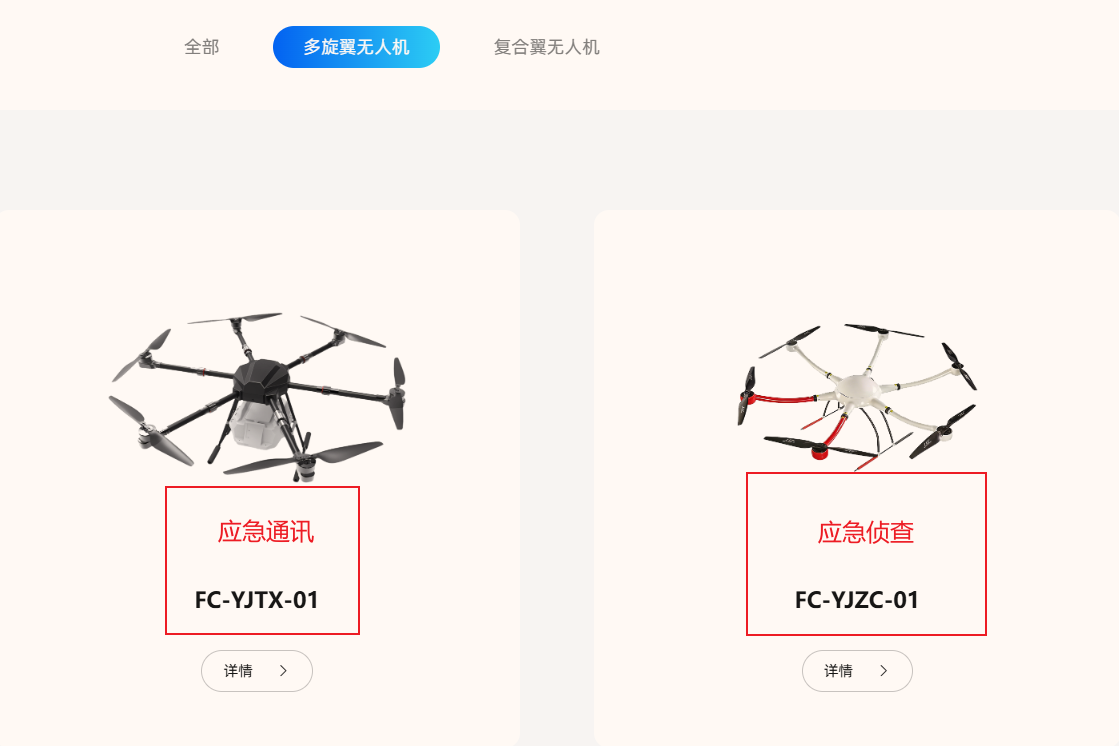 全部
多旋翼无人机
复合翼无人机
应急通讯
FC-YJTX-01
详情
应急侦查
FC-YJZC-01
详情